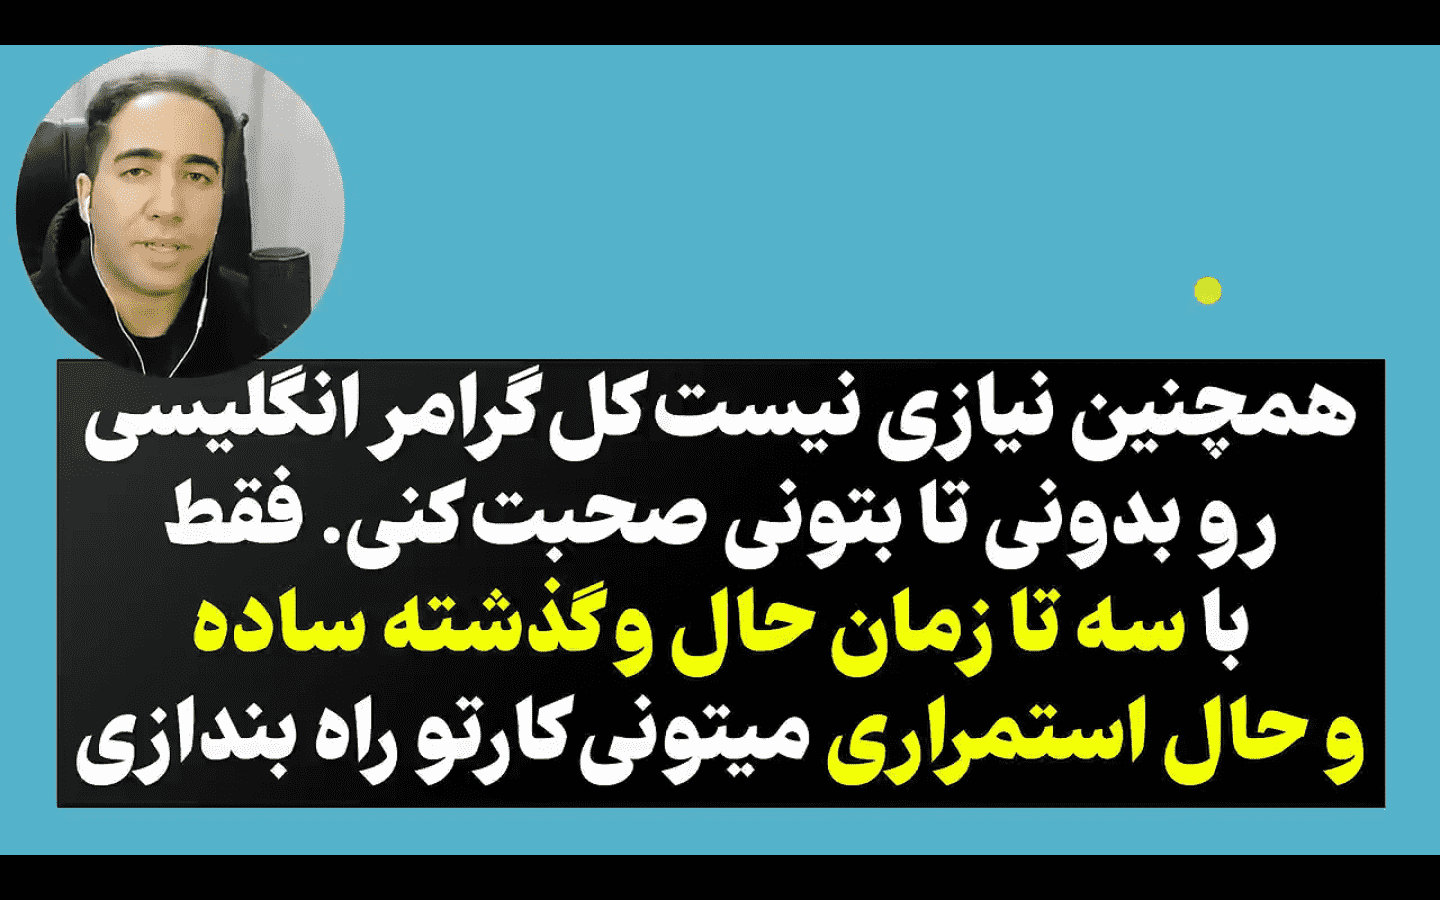 همچنین نیازی نیست کل گرامر انگلیسی
رو بدونی تا بتونی صحبت کنی. فقط
با سه تا زمان حال و گذشته ساده
و حال استمراری میتونی کارتو راه بندازی